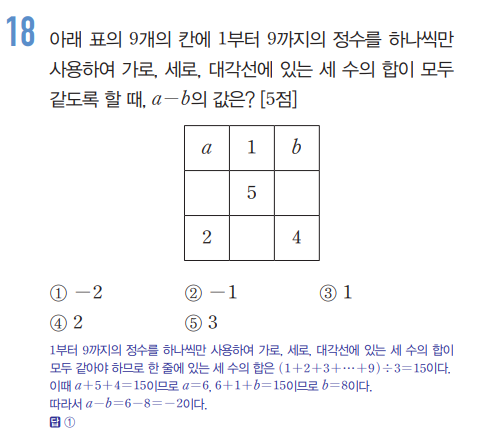 18 아래 표의 9개의 칸에 1부터 9까지의 정수를 하나씩만
사용하여 가로, 세로, 대각선에 있는 세 수의 합이 모두
같도록 할 때, a-b의 값은? [5점]
a 1 b
5
2 4
① -2 ② -1 ③ 1
④ 2 ⑤ 3
1부터 9까지의 정수를 하나씩만 사용하여 가로, 세로, 대각선에 있는 세 수의 합이
모두 같아야 하므로 한 줄에 있는 세 수의 합은 (1+2+3+⋯+9)÷3=15이다.
이때 a+5+4=15이므로 a=6, 6+1+b=15이므로 b=8이다.
따라서 a-b=6-8=-2이다.
답 ①